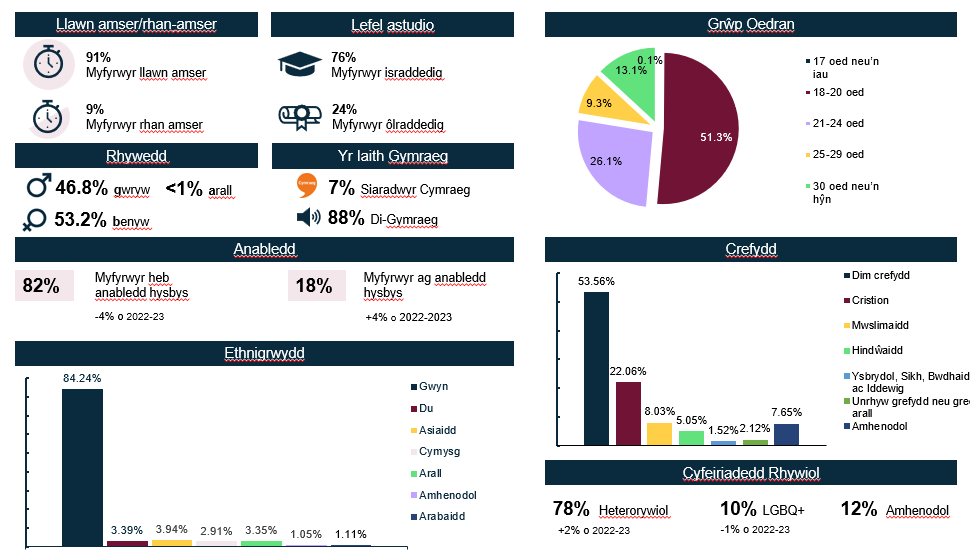 Llawn amser/rhan-amser
91%
Myfyrwyr llawn amser
9%
Myfyrwyr rhan amser
Lefel astudio
76%
Myfyrwyr israddedig
24%
Myfyrwyr ôlraddedig
Grŵp Oedran
0.1%
13.1%
9.3%
26.1%
51.3%
17 oed neu'n
iau
18-20 oed
21-24 oed
25-29 oed
30 oed neu'n
hŷn
Rhywedd
46.8% gwryw <1% arall
53.2% benyw
Yr Iaith Gymraeg
Cymraeg
7% Siaradwyr Cymraeg
88% Di-Gymraeg
Anabledd
82%
Myfyrwyr heb
anabledd hysbys
-4% o 2022-23
18%
Myfyrwyr ag anabledd
hysbys
+4% o 2022-2023
Crefydd
53.56%
22.06%
8.03%
5.05%
1.52%
2.12%
7.65%
Dim crefydd
Cristion
Mwslimaidd
Hindŵaidd
Ysbrydol, Sikh, Bwdhaid
ac Iddewig
Unrhyw grefydd neu gre
arall
Amhenodol
Ethnigrwydd
84.24%
3.39%
3.94%
2.91%
3.35%
1.05%
1.11%
Gwyn
Du
Asiaidd
Cymysg
Arall
Amhenodol
Arabaidd
Cyfeiriadedd Rhywiol
78% Heterorywiol
+2% o 2022-23
10% LGBQ+
-1% o 2022-23
12% Amhenodol